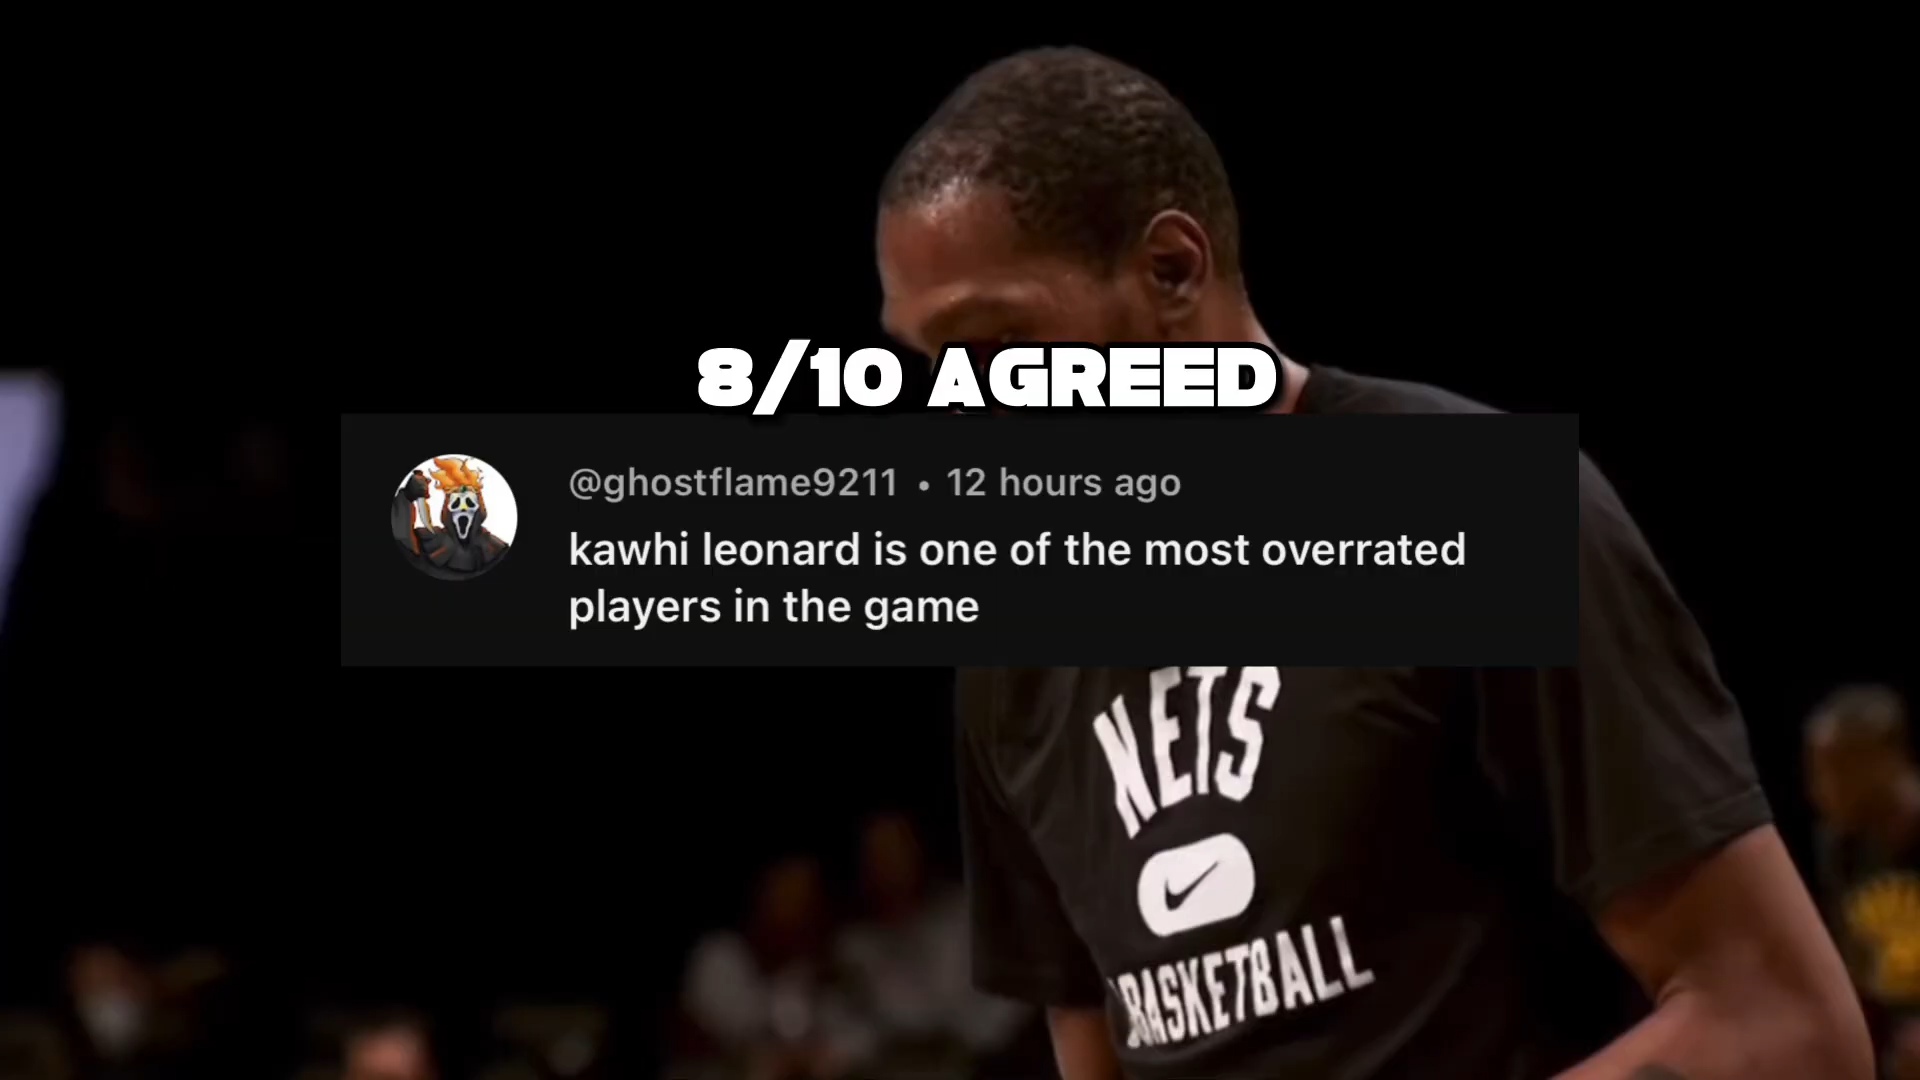 8/10 AGREED
@ghostflame9211 • 12 hours ago
kawhi leonard is one of the most overrated
players in the game
NETS
BASKETBALL